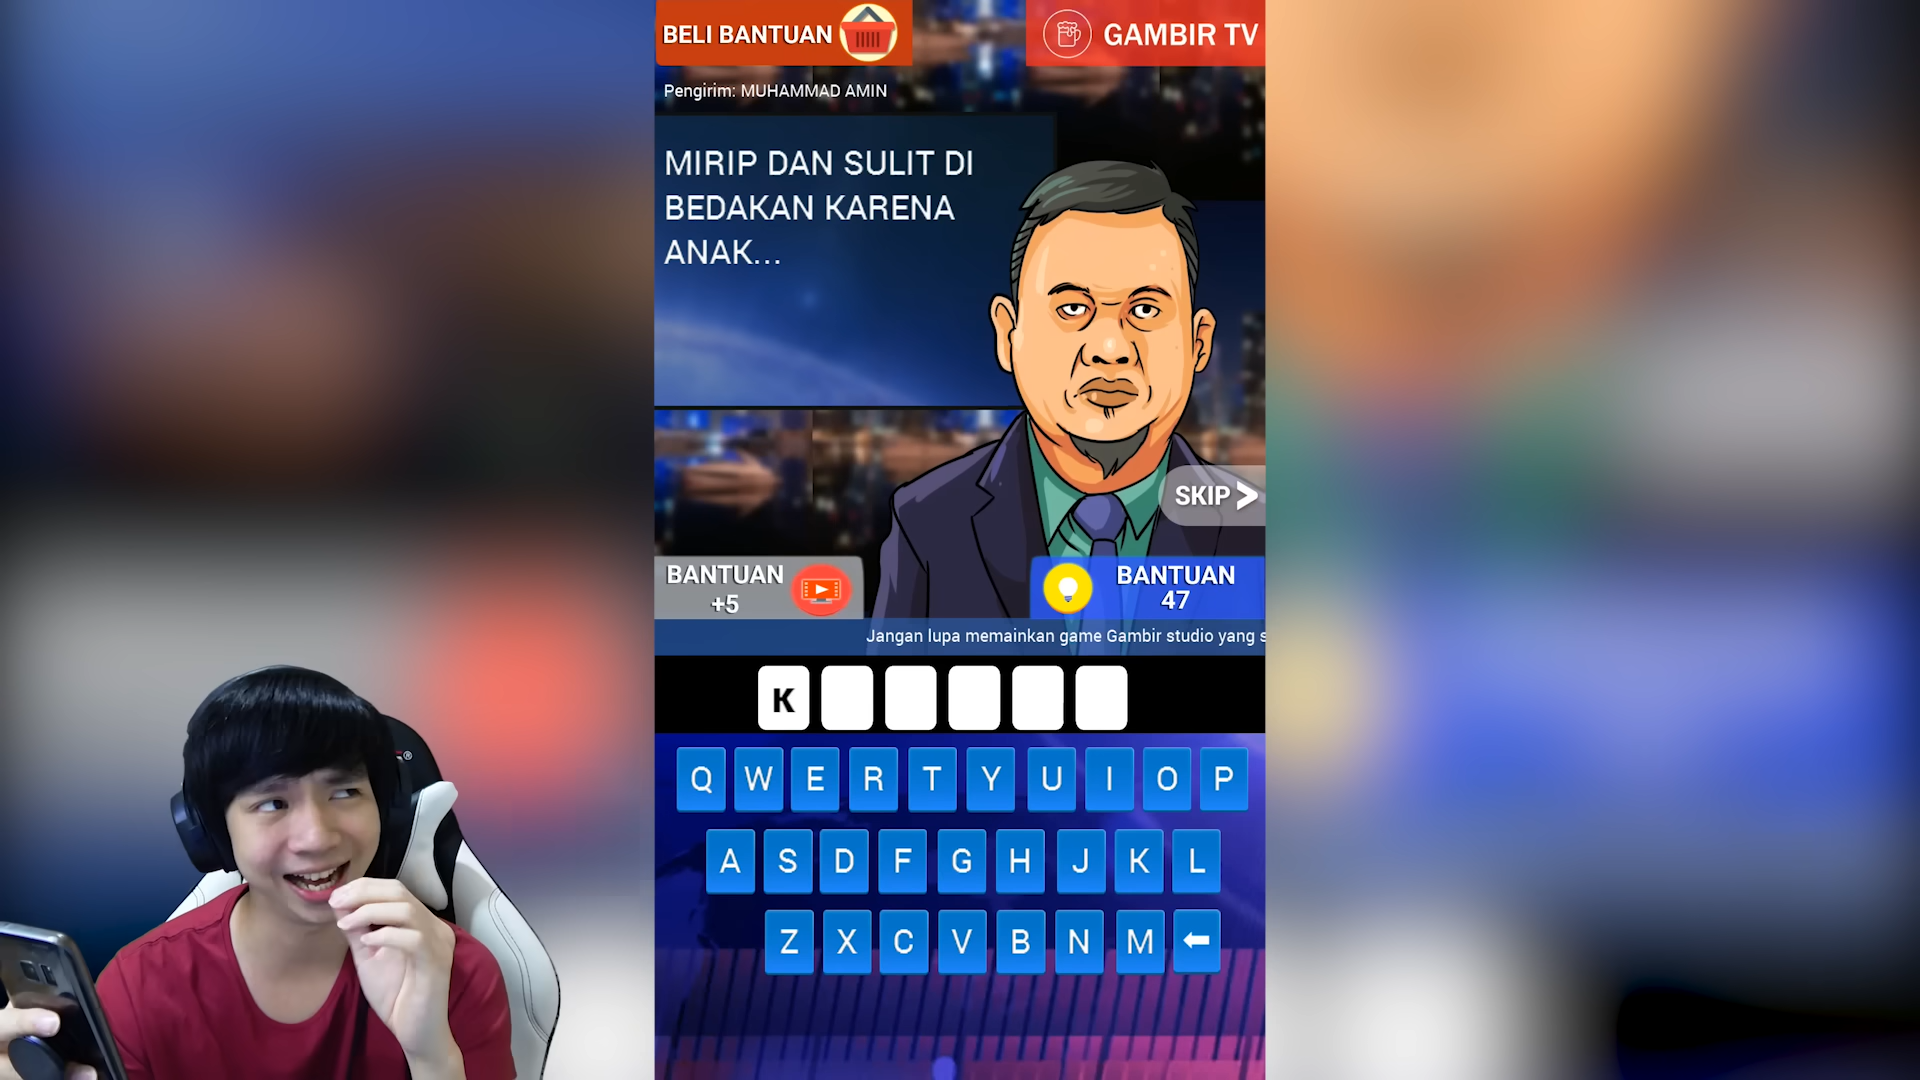 BELI BANTUAN
GAMBIR TV
Pengirim: MUHAMMAD AMIN
MIRIP DAN SULIT DI
BEDAKAN KARENA
ANAK...
SKIP >
BANTUAN
+5
BANTUAN
47
Jangan lupa memainkan game Gambir studio yang s
K
Q W E R T Y U I O P
A S D F G H J K L
Z X C V B N M